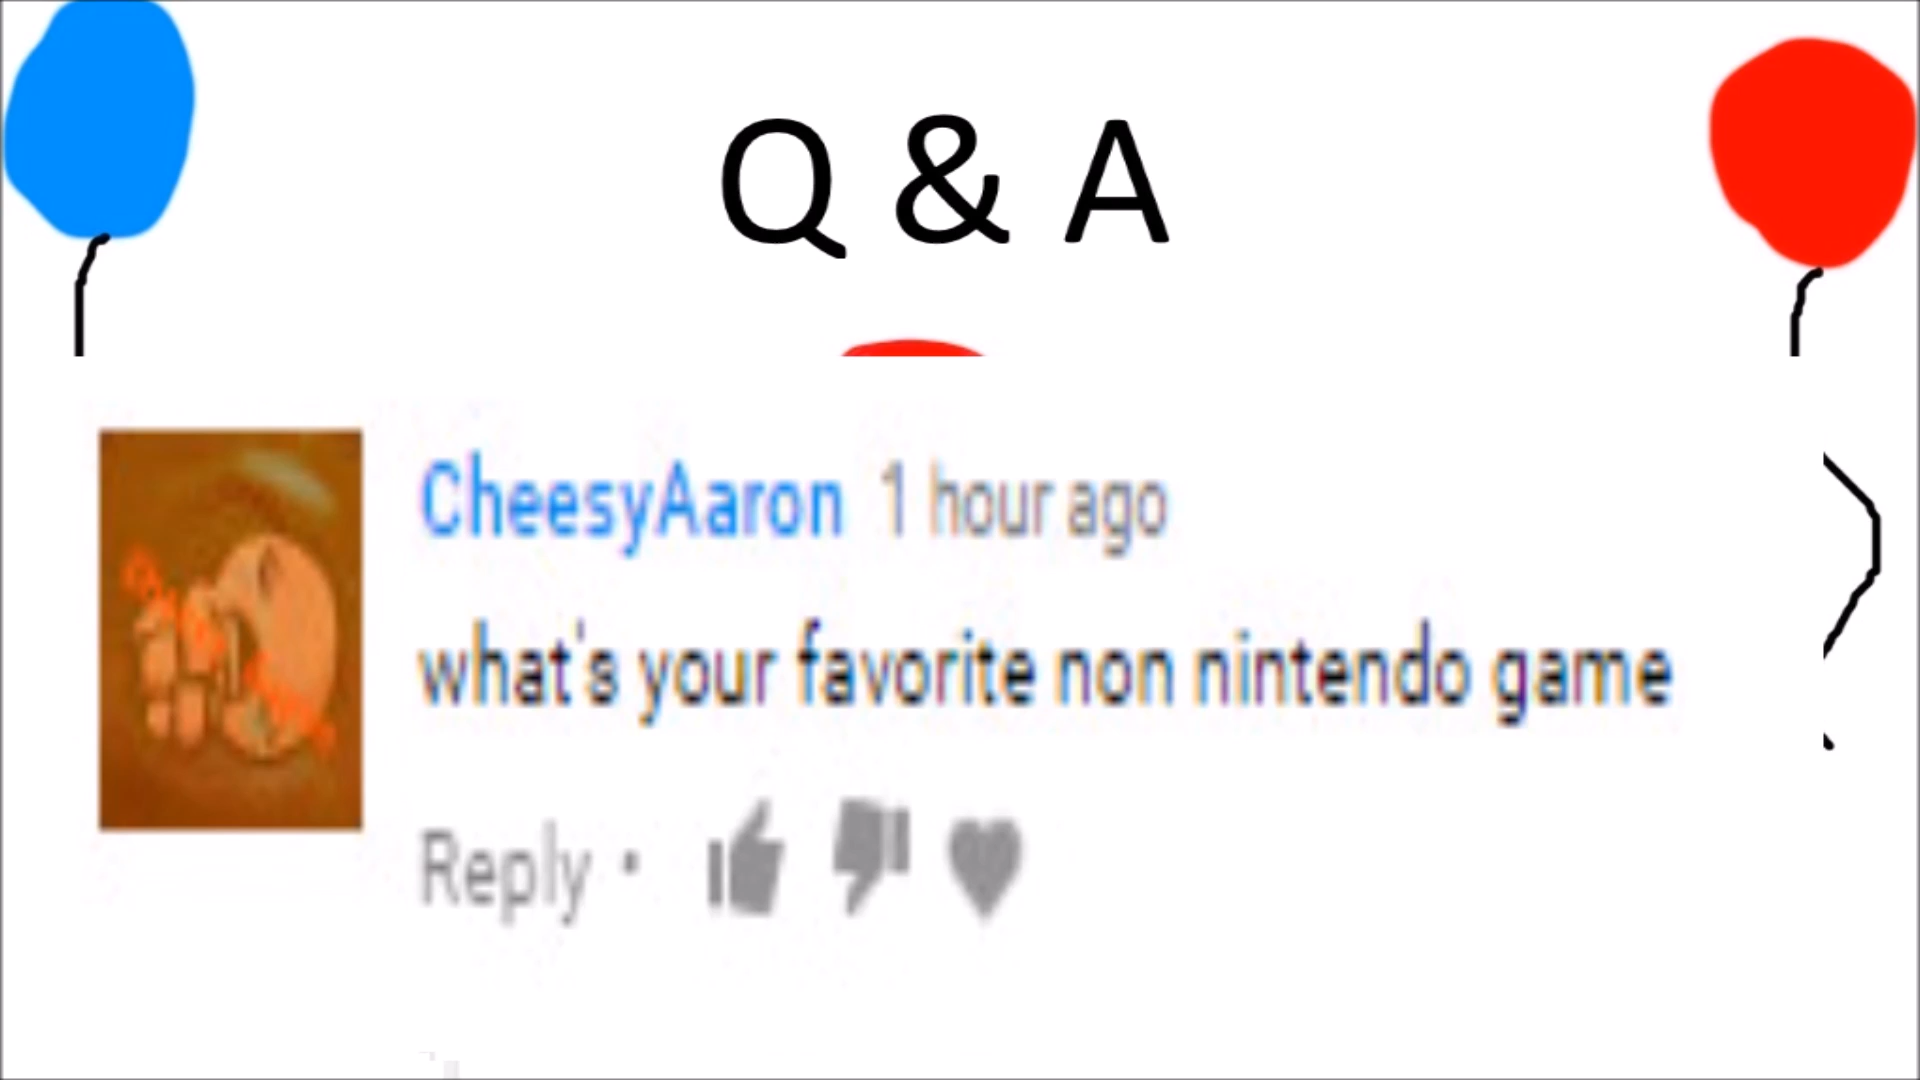 Q & A
CheesyAaron 1 hour ago
what's your favorite non nintendo game
Reply •